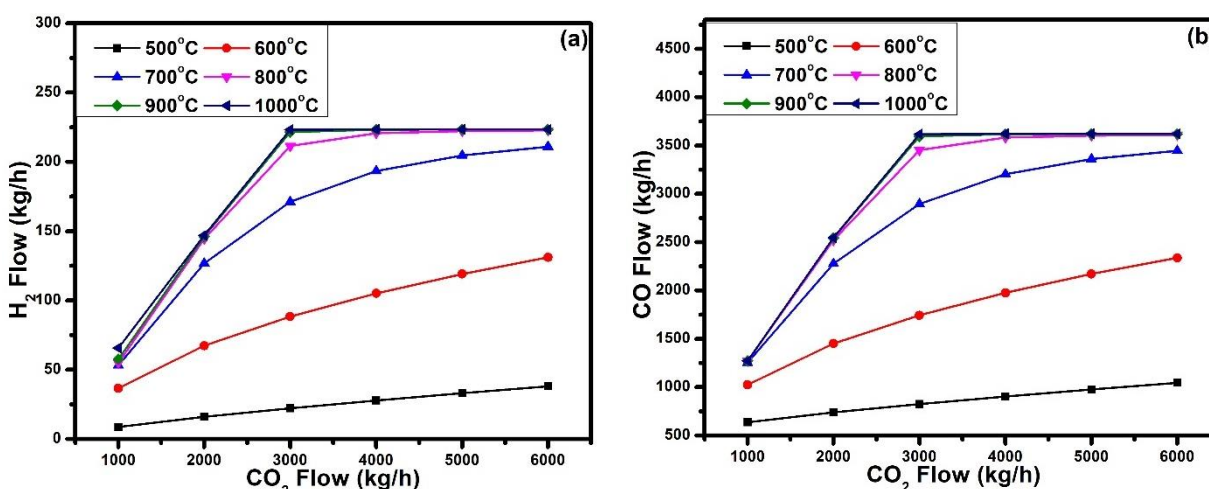 300
250
200
150
100
50
0
H2 Flow (kg/h)
500°C 600°C
700°C 800°C
900°C 1000°C
(a)
1000 2000 3000 4000 5000 6000
CO2 Flow (kg/h)
4500
4000
3500
3000
2500
2000
1500
1000
500
CO Flow (kg/h)
500°C 600°C
700°C 800°C
900°C 1000°C
(b)
1000 2000 3000 4000 5000 6000
CO2 Flow (kg/h)